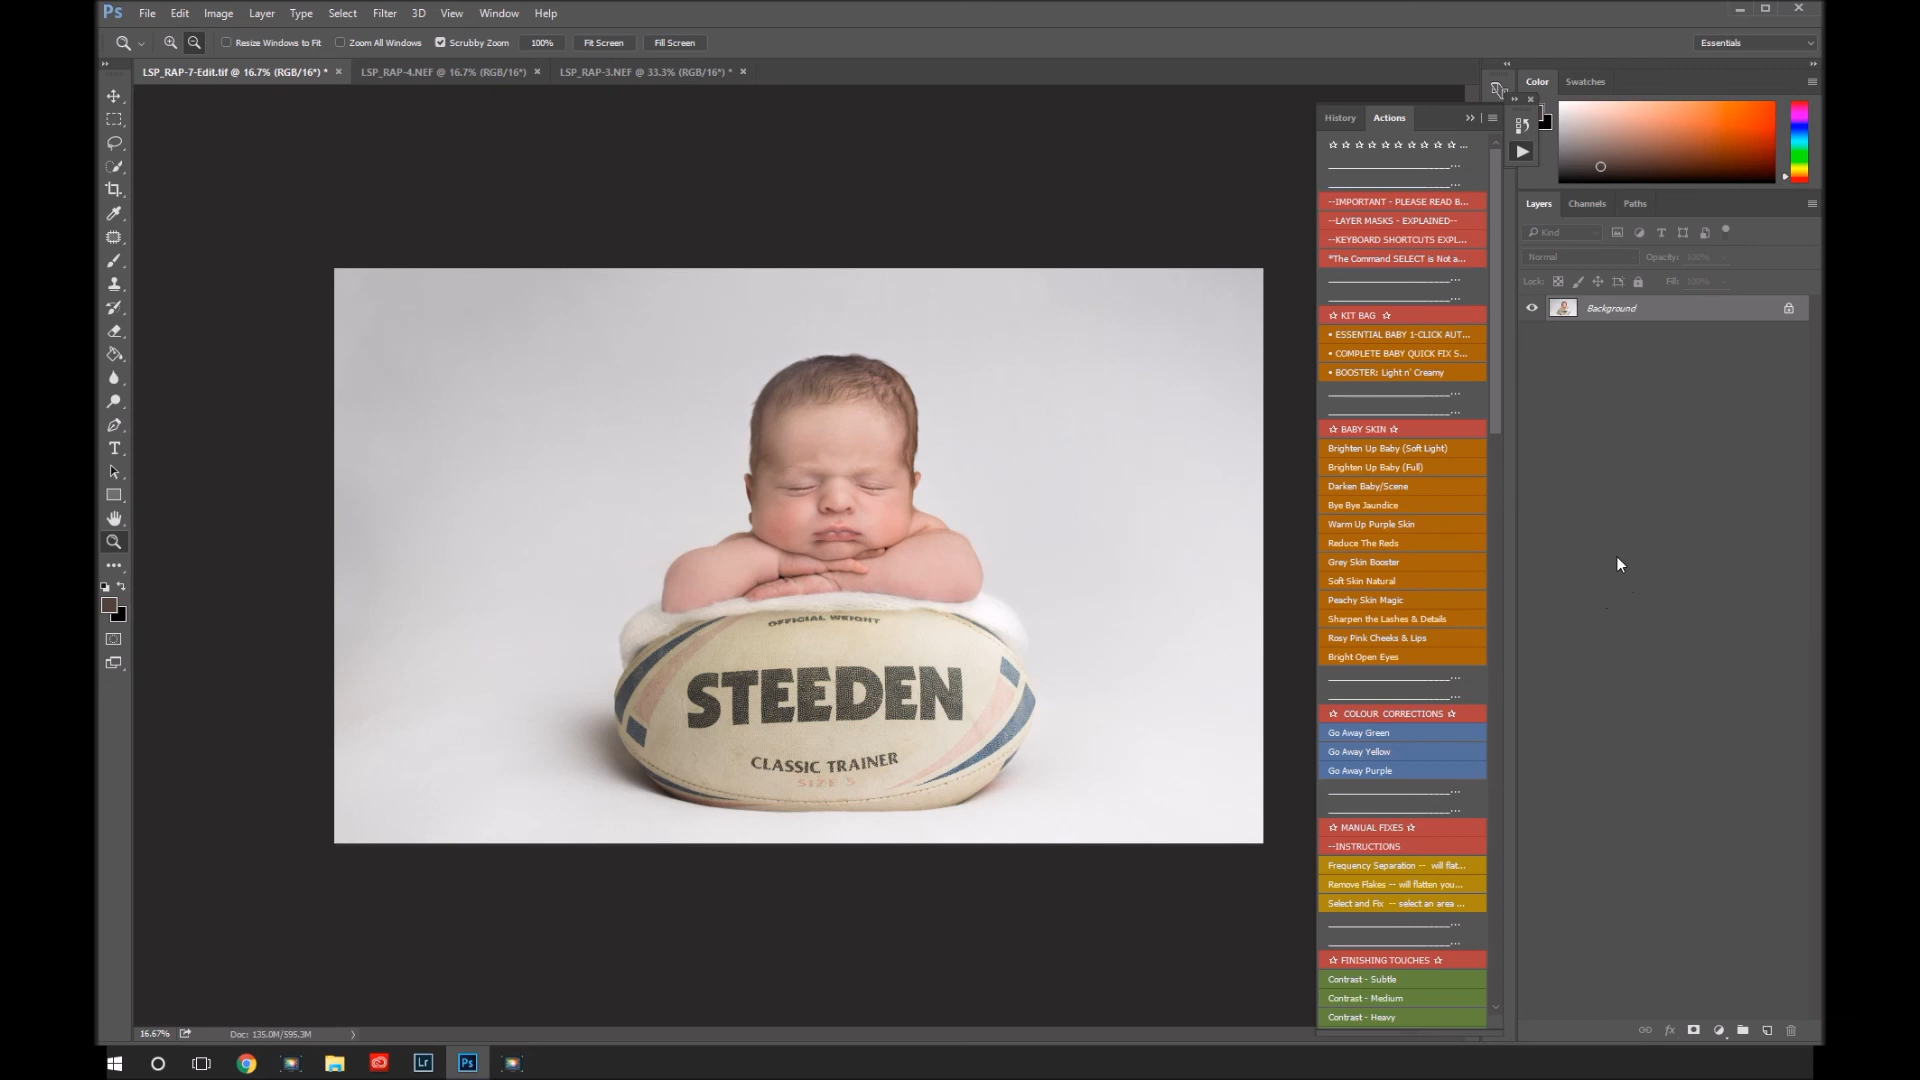 Ps File Edit Image Layer Type Select Filter 3D View Window Help
Resize Windows to Fit Zoom All Windows Scrubby Zoom 100% Fit Screen Fill Screen Essentials
LSP_RAP-7-Edit.tif @ 16.7% (RGB/16*) * LSP_RAP-4.NEF @ 16.7% (RGB/16*) LSP_RAP-3.NEF @ 33.3% (RGB/16*) *
Color Swatches
History Actions
☆ ☆ ☆ ☆ ☆ ☆ ☆ ☆ ☆ ☆ ...
--IMPORTANT - PLEASE READ B...
--LAYER MASKS - EXPLAINED--
--KEYBOARD SHORTCUTS EXPL...
*The Command SELECT is Not a...
☆ KIT BAG ☆
• ESSENTIAL BABY 1-CLICK AUT...
• COMPLETE BABY QUICK FIX S...
• BOOSTER: Light n' Creamy
☆ BABY SKIN ☆
Brighten Up Baby (Soft Light)
Brighten Up Baby (Full)
Darken Baby/Scene
Bye Bye Jaundice
Warm Up Purple Skin
Reduce The Reds
Grey Skin Booster
Soft Skin Natural
Peachy Skin Magic
Sharpen the Lashes & Details
Rosy Pink Cheeks & Lips
Bright Open Eyes
☆ COLOUR CORRECTIONS ☆
Go Away Green
Go Away Yellow
Go Away Purple
☆ MANUAL FIXES ☆
--INSTRUCTIONS
Frequency Separation -- will flat...
Remove Flakes -- will flatten you...
Select and Fix -- select an area ...
☆ FINISHING TOUCHES ☆
Contrast - Subtle
Contrast - Medium
Contrast - Heavy
Layers Channels Paths
Kind
Normal Opacity: 100%
Lock: Fill: 100%
Background
OFFICIAL WEIGHT
STEEDEN
CLASSIC TRAINER
SIZE 5
16.67% Doc: 135.0M/595.3M
Lr Ps